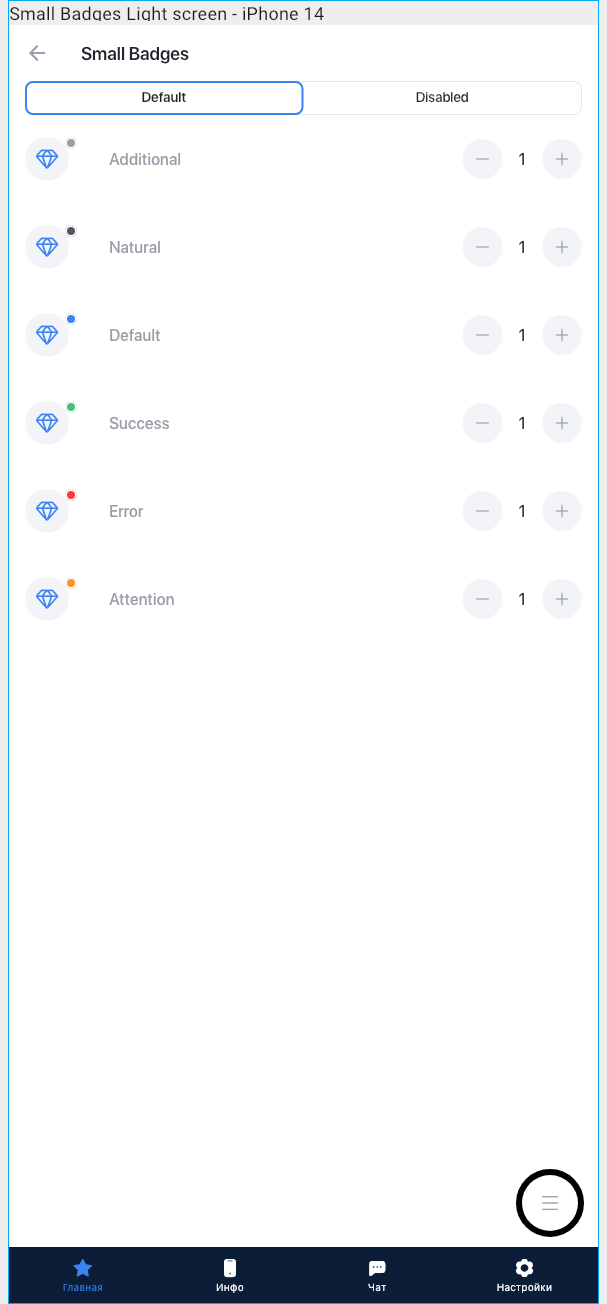 Small Badges Light screen - iPhone 14
Small Badges
Default Disabled
Additional 1
Natural 1
Default 1
Success 1
Error 1
Attention 1
Главная Инфо Чат Настройки